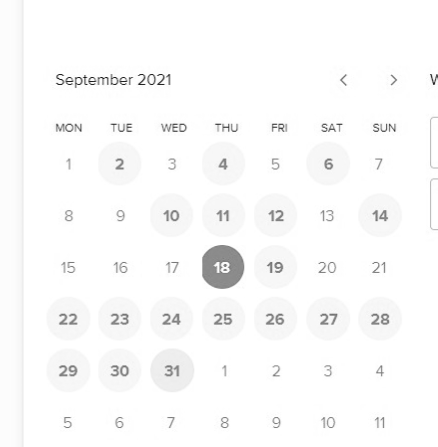 September 2021 < > W
MON TUE WED THU FRI SAT SUN
1 2 3 4 5 6 7
8 9 10 11 12 13 14
15 16 17 18 19 20 21
22 23 24 25 26 27 28
29 30 31 1 2 3 4
5 6 7 8 9 10 11